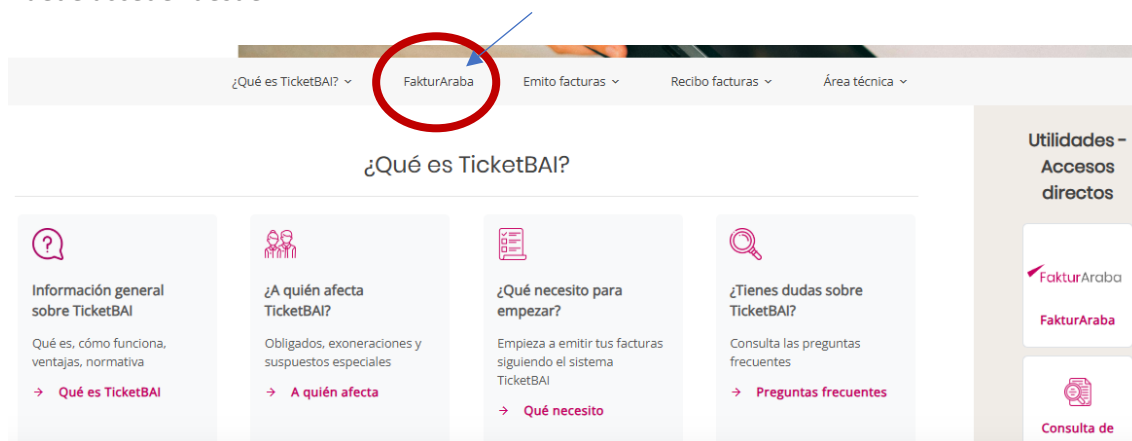 ¿Qué es TicketBAI?
FakturAraba
Emito facturas
Recibo facturas
Área técnica
¿Qué es TicketBAI?
Información general
sobre TicketBAI
Qué es, cómo funciona,
ventajas, normativa
→ Qué es TicketBAI
¿A quién afecta
TicketBAI?
Obligados, exoneraciones y
supuestos especiales
→ A quién afecta
¿Qué necesito para
empezar?
Empieza a emitir tus facturas
siguiendo el sistema
TicketBAI
→ Qué necesito
¿Tienes dudas sobre
TicketBAI?
Consulta las preguntas
frecuentes
→ Preguntas frecuentes
Utilidades -
Accesos
directos
FakturAraba
FakturAraba
Consulta de